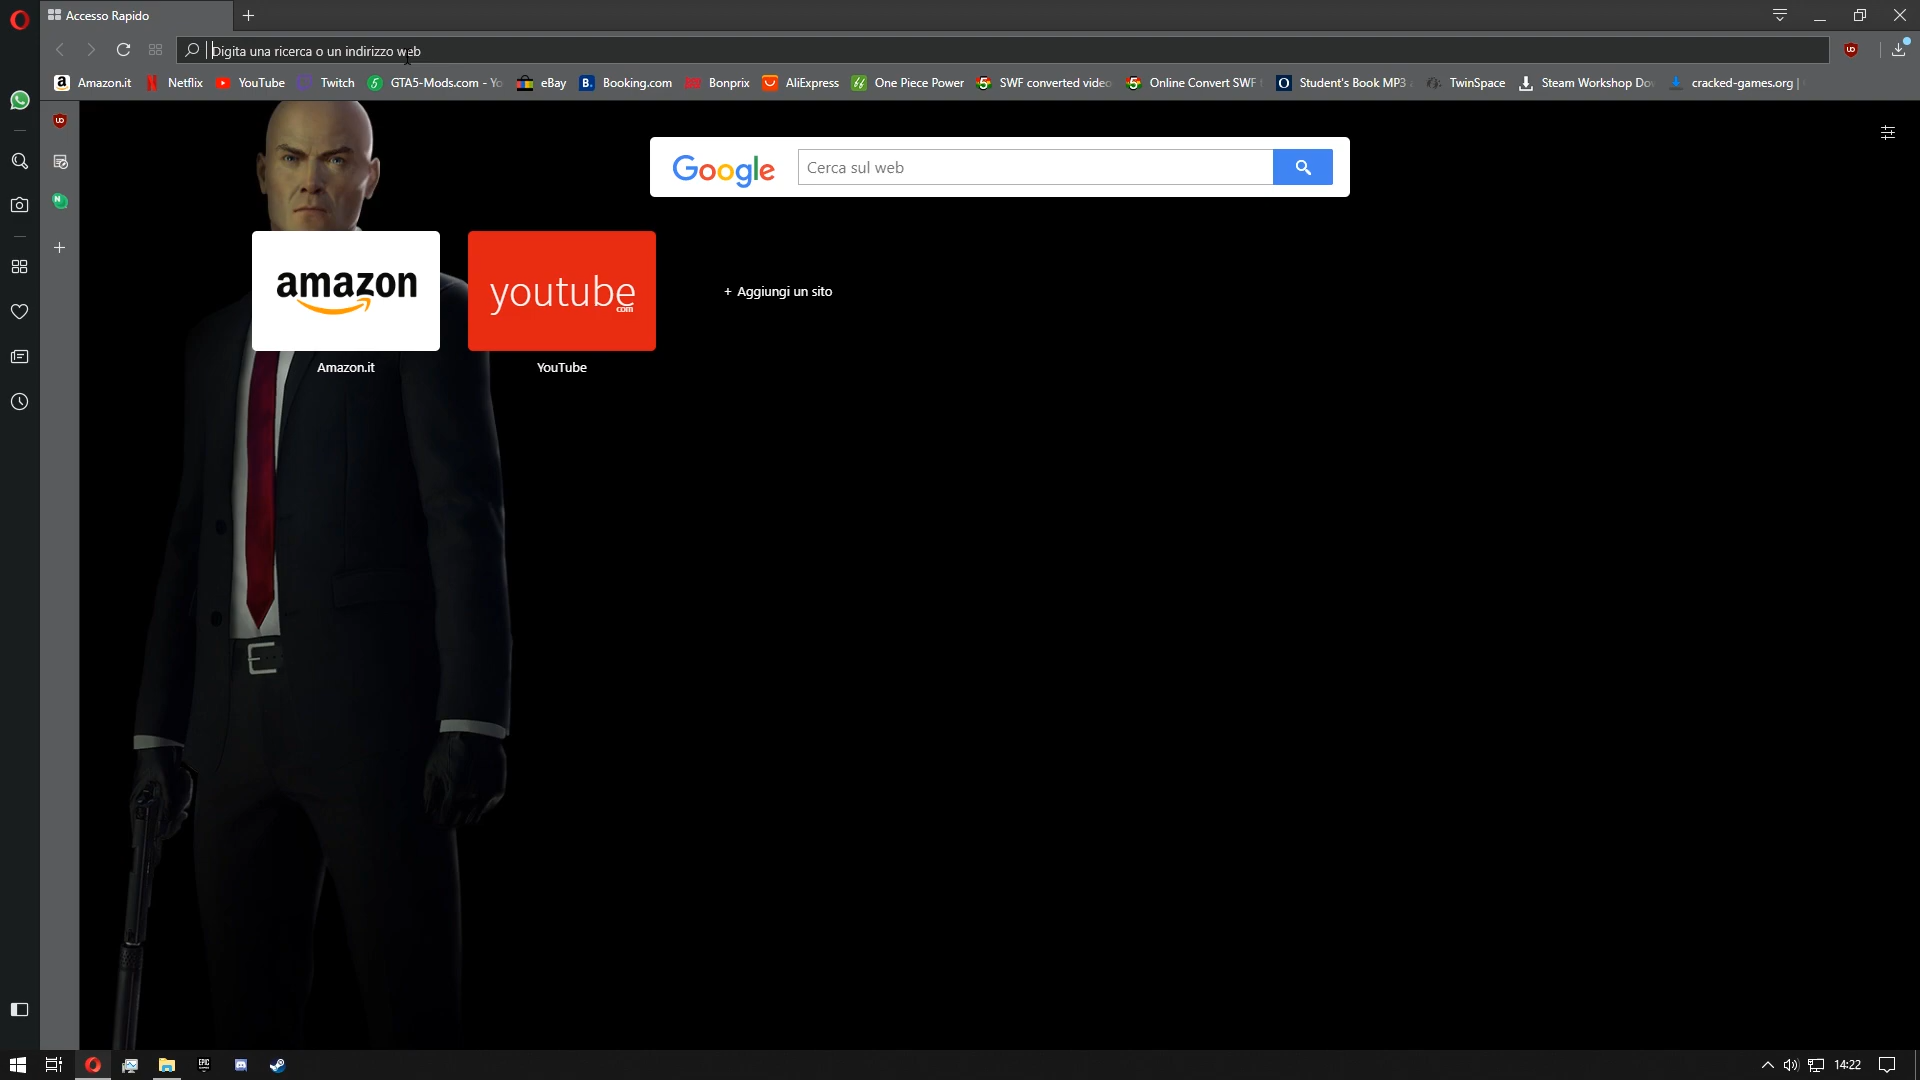 Accesso Rapido
Digita una ricerca o un indirizzo web
Amazon.it
Netflix
YouTube
Twitch
GTA5-Mods.com - Yo
eBay
Booking.com
Bonprix
AliExpress
One Piece Power
SWF converted video
Online Convert SWF
Student's Book MP3
TwinSpace
Steam Workshop Do
cracked-games.org |
Google
Cerca sul web
amazon
youtube
com
+ Aggiungi un sito
Amazon.it
YouTube
EPIC
14:22